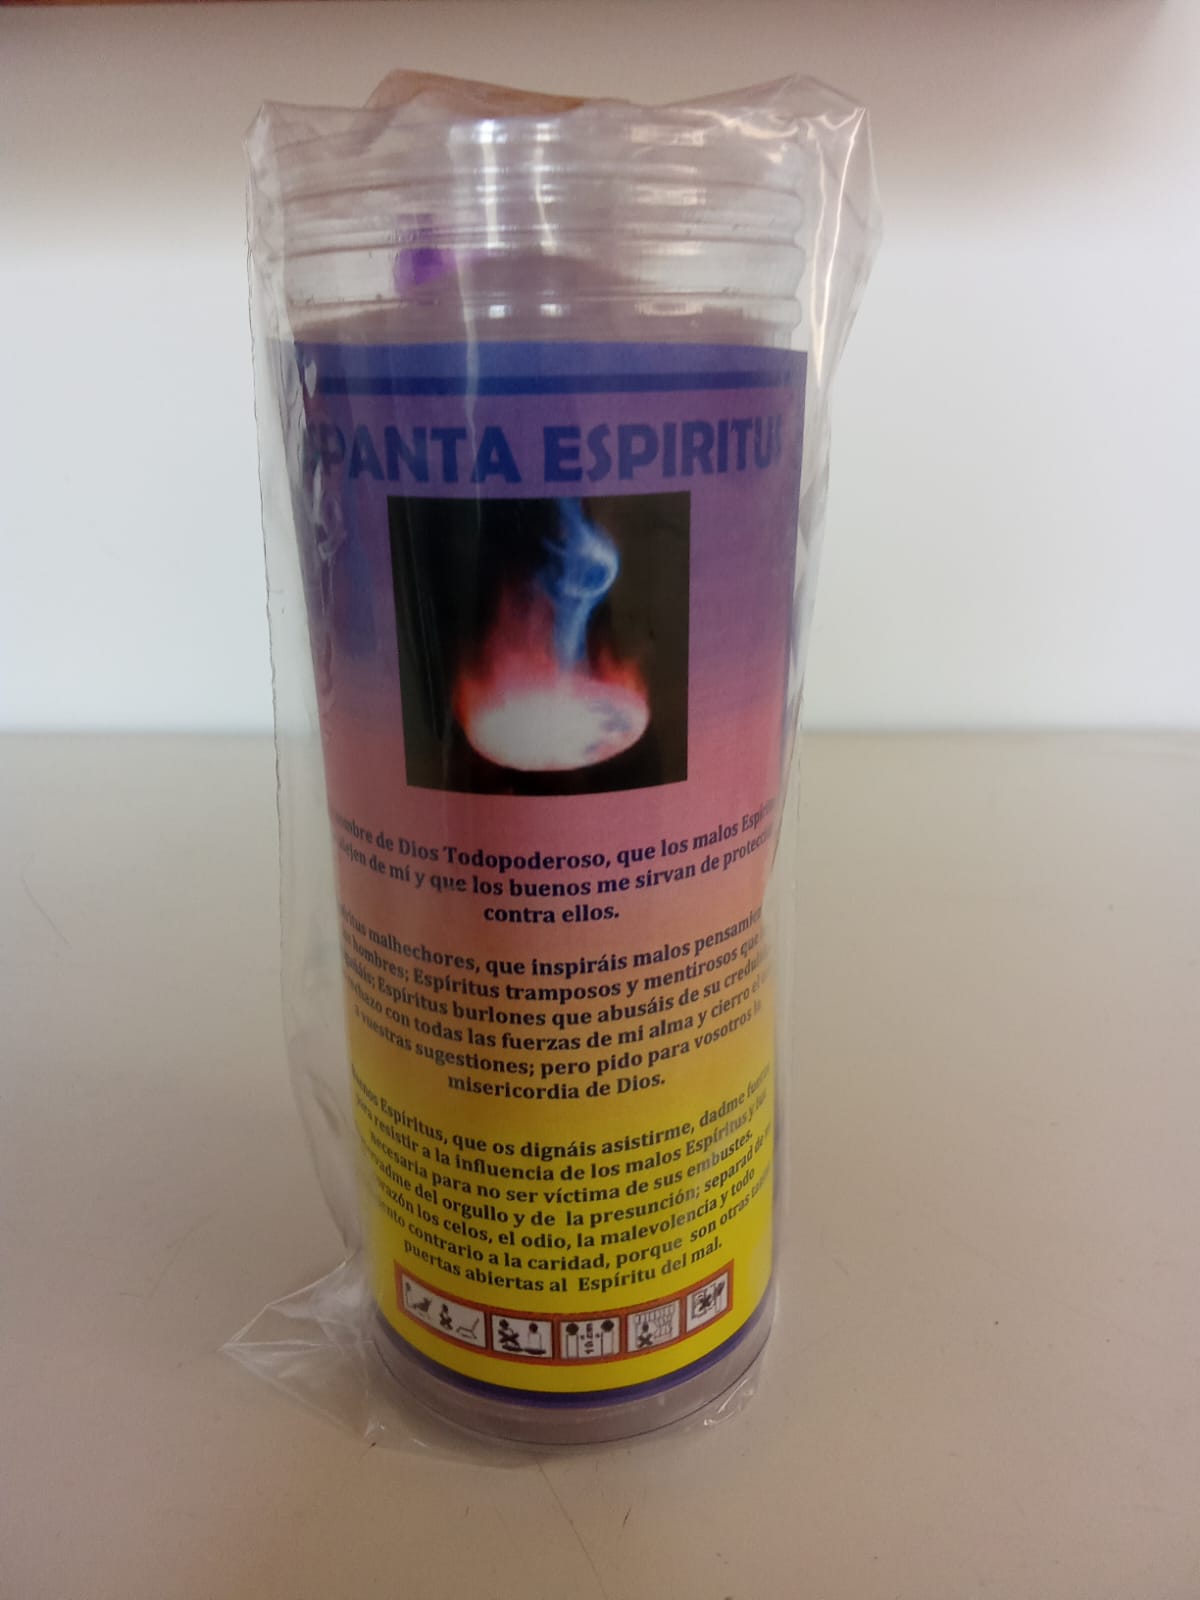 PANTA ESPIRITUS
de Dios Todopoderoso, que los malos
de mí y que los buenos me sirvan de
contra ellos.
malhechores, que inspiráis malos
hombres; Espíritus tramposos y mentirosos que
Espíritus burlones que abusáis de su
con todas las fuerzas de mi alma y cierro el
a vuestras sugestiones; pero pido para vosotros la
misericordia de Dios.
Espíritus, que os dignáis asistirme, dadme
para resistir a la influencia de los malos Espíritus y
necesaria para no ser víctima de sus embustes.
del orgullo y de la presunción; separad de
los celos, el odio, la malevolencia y todo
contrario a la caridad, porque son otras
puertas abiertas al Espíritu del mal.
10 cm